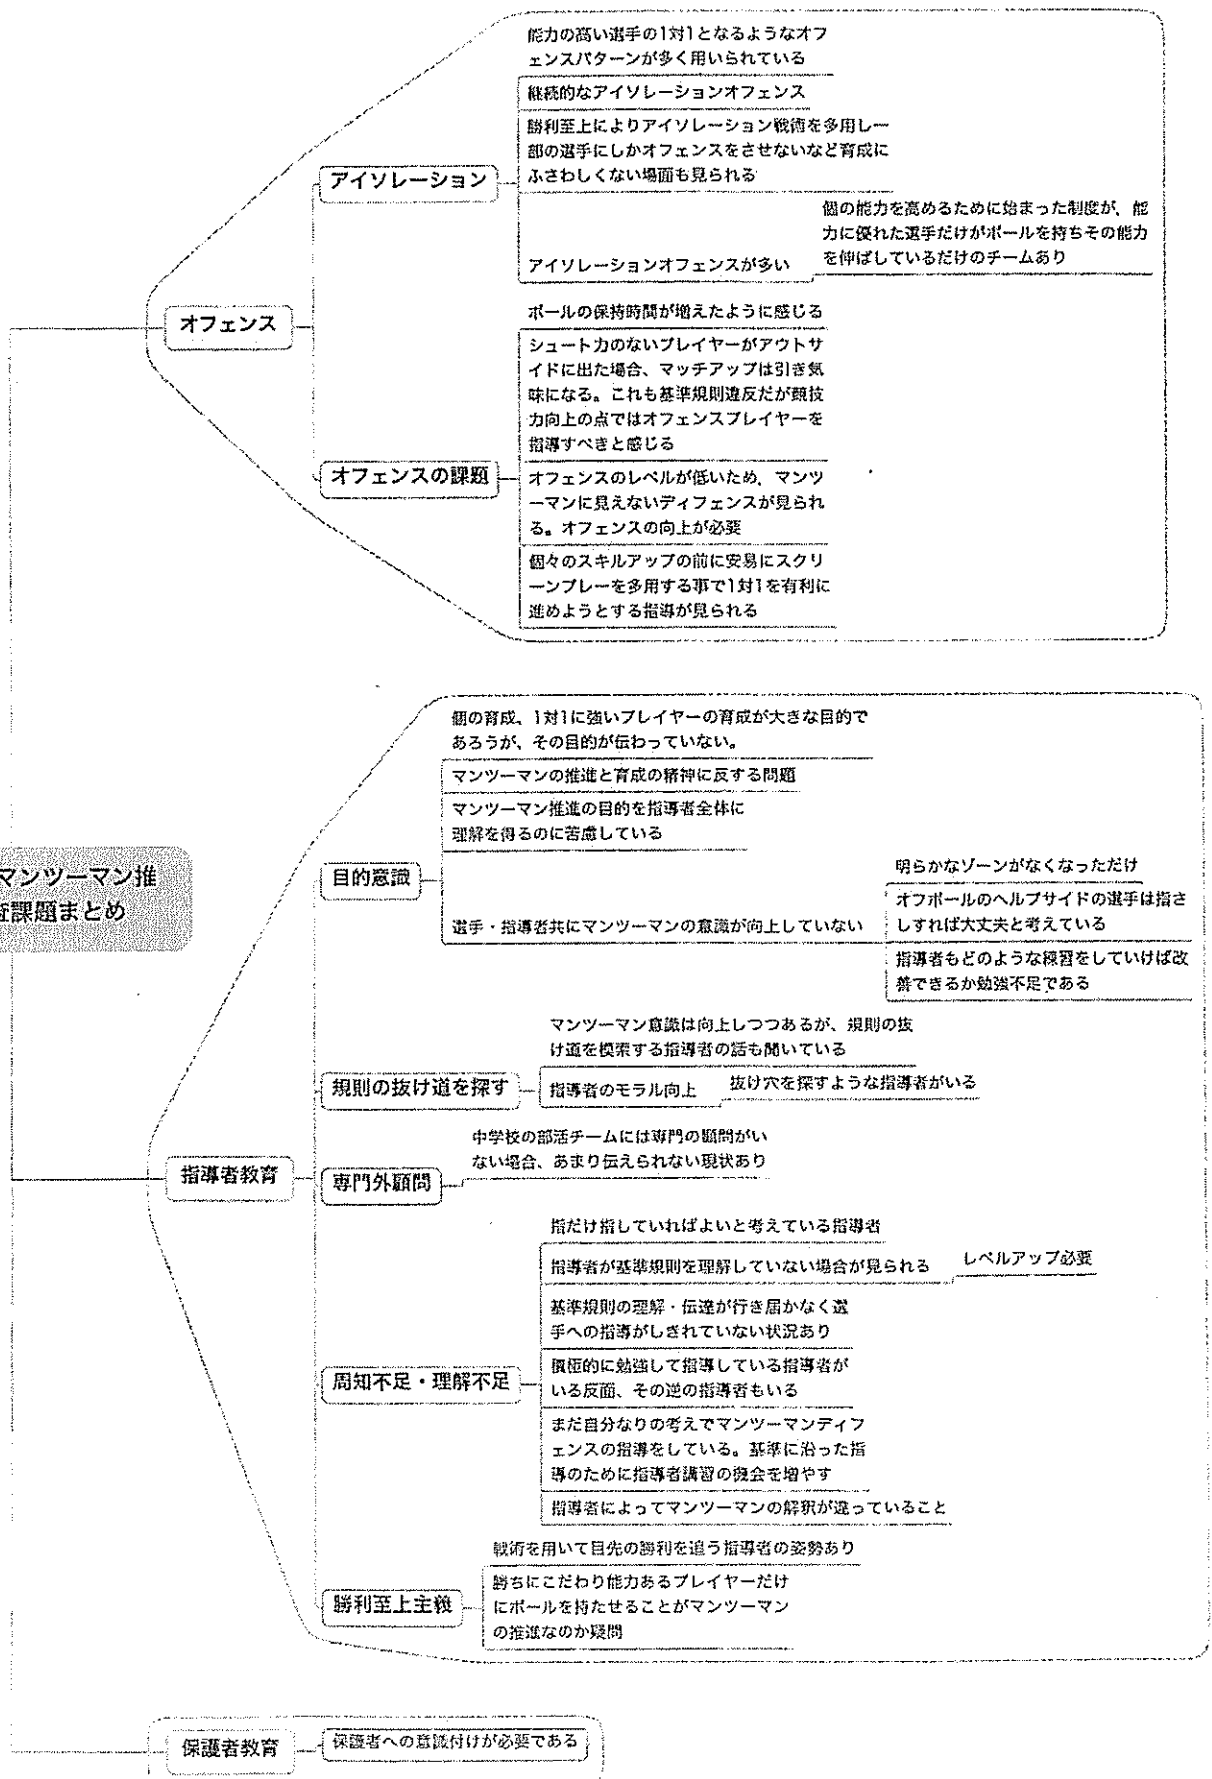 能力の高い選手の1対1となるようなオフ
ェンスパターンが多く用いられている
継続的なアイソレーションオフェンス
勝利至上によりアイソレーション戦術を多用し一
部の選手にしかオフェンスをさせないなど育成に
ふさわしくない場面も見られる
アイソレーション
個の能力を高めるために始まった制度が、能
力に優れた選手だけがボールを持ちその能力
を伸ばしているだけのチームあり
アイソレーションオフェンスが多い
オフェンス
ボールの保持時間が増えたように感じる
シュート力のないプレイヤーがアウトサ
イドに出た場合、マッチアップは引き気
味になる。これも基準規則違反だが競技
力向上の点ではオフェンスプレイヤーを
指導すべきと感じる
オフェンスの課題
オフェンスのレベルが低いため、マンツ
ーマンに見えないディフェンスが見られ
る。オフェンスの向上が必要
個々のスキルアップの前に安易にスクリ
ーンプレーを多用する事で1対1を有利に
進めようとする指導が見られる
個の育成、1対1に強いプレイヤーの育成が大きな目的で
あろうが、その目的が伝わっていない。
マンツーマンの推進と育成の精神に反する問題
マンツーマン推進の目的を指導者全体に
理解を得るのに苦慮している
目的意識
選手・指導者共にマンツーマンの意識が向上していない
明らかなゾーンがなくなっただけ
オフボールのヘルプサイドの選手は指さ
しすれば大丈夫と考えている
指導者もどのような練習をしていけば改
善できるか勉強不足である
マンツーマン推
課題まとめ
マンツーマン意識は向上しつつあるが、規則の抜
け道を模索する指導者の話も聞いている
規則の抜け道を探す
指導者のモラル向上
抜け穴を探すような指導者がいる
指導者教育
中学校の部活チームには専門の顧問がい
ない場合、あまり伝えられない現状あり
専門外顧問
指だけ指していればよいと考えている指導者
指導者が基準規則を理解していない場合が見られる
レベルアップ必要
基準規則の理解・伝達が行き届かなく選
手への指導がしきれていない状況あり
周知不足・理解不足
積極的に勉強して指導している指導者が
いる反面、その逆の指導者もいる
まだ自分なりの考えでマンツーマンディフ
ェンスの指導をしている。基準に沿った指
導のために指導者講習の機会を増やす
指導者によってマンツーマンの解釈が違っていること
戦術を用いて目先の勝利を追う指導者の姿勢あり
勝利至上主義
勝ちにこだわり能力あるプレイヤーだけ
にボールを持たせることがマンツーマン
の推進なのか疑問
保護者教育
保護者への意識付けが必要である